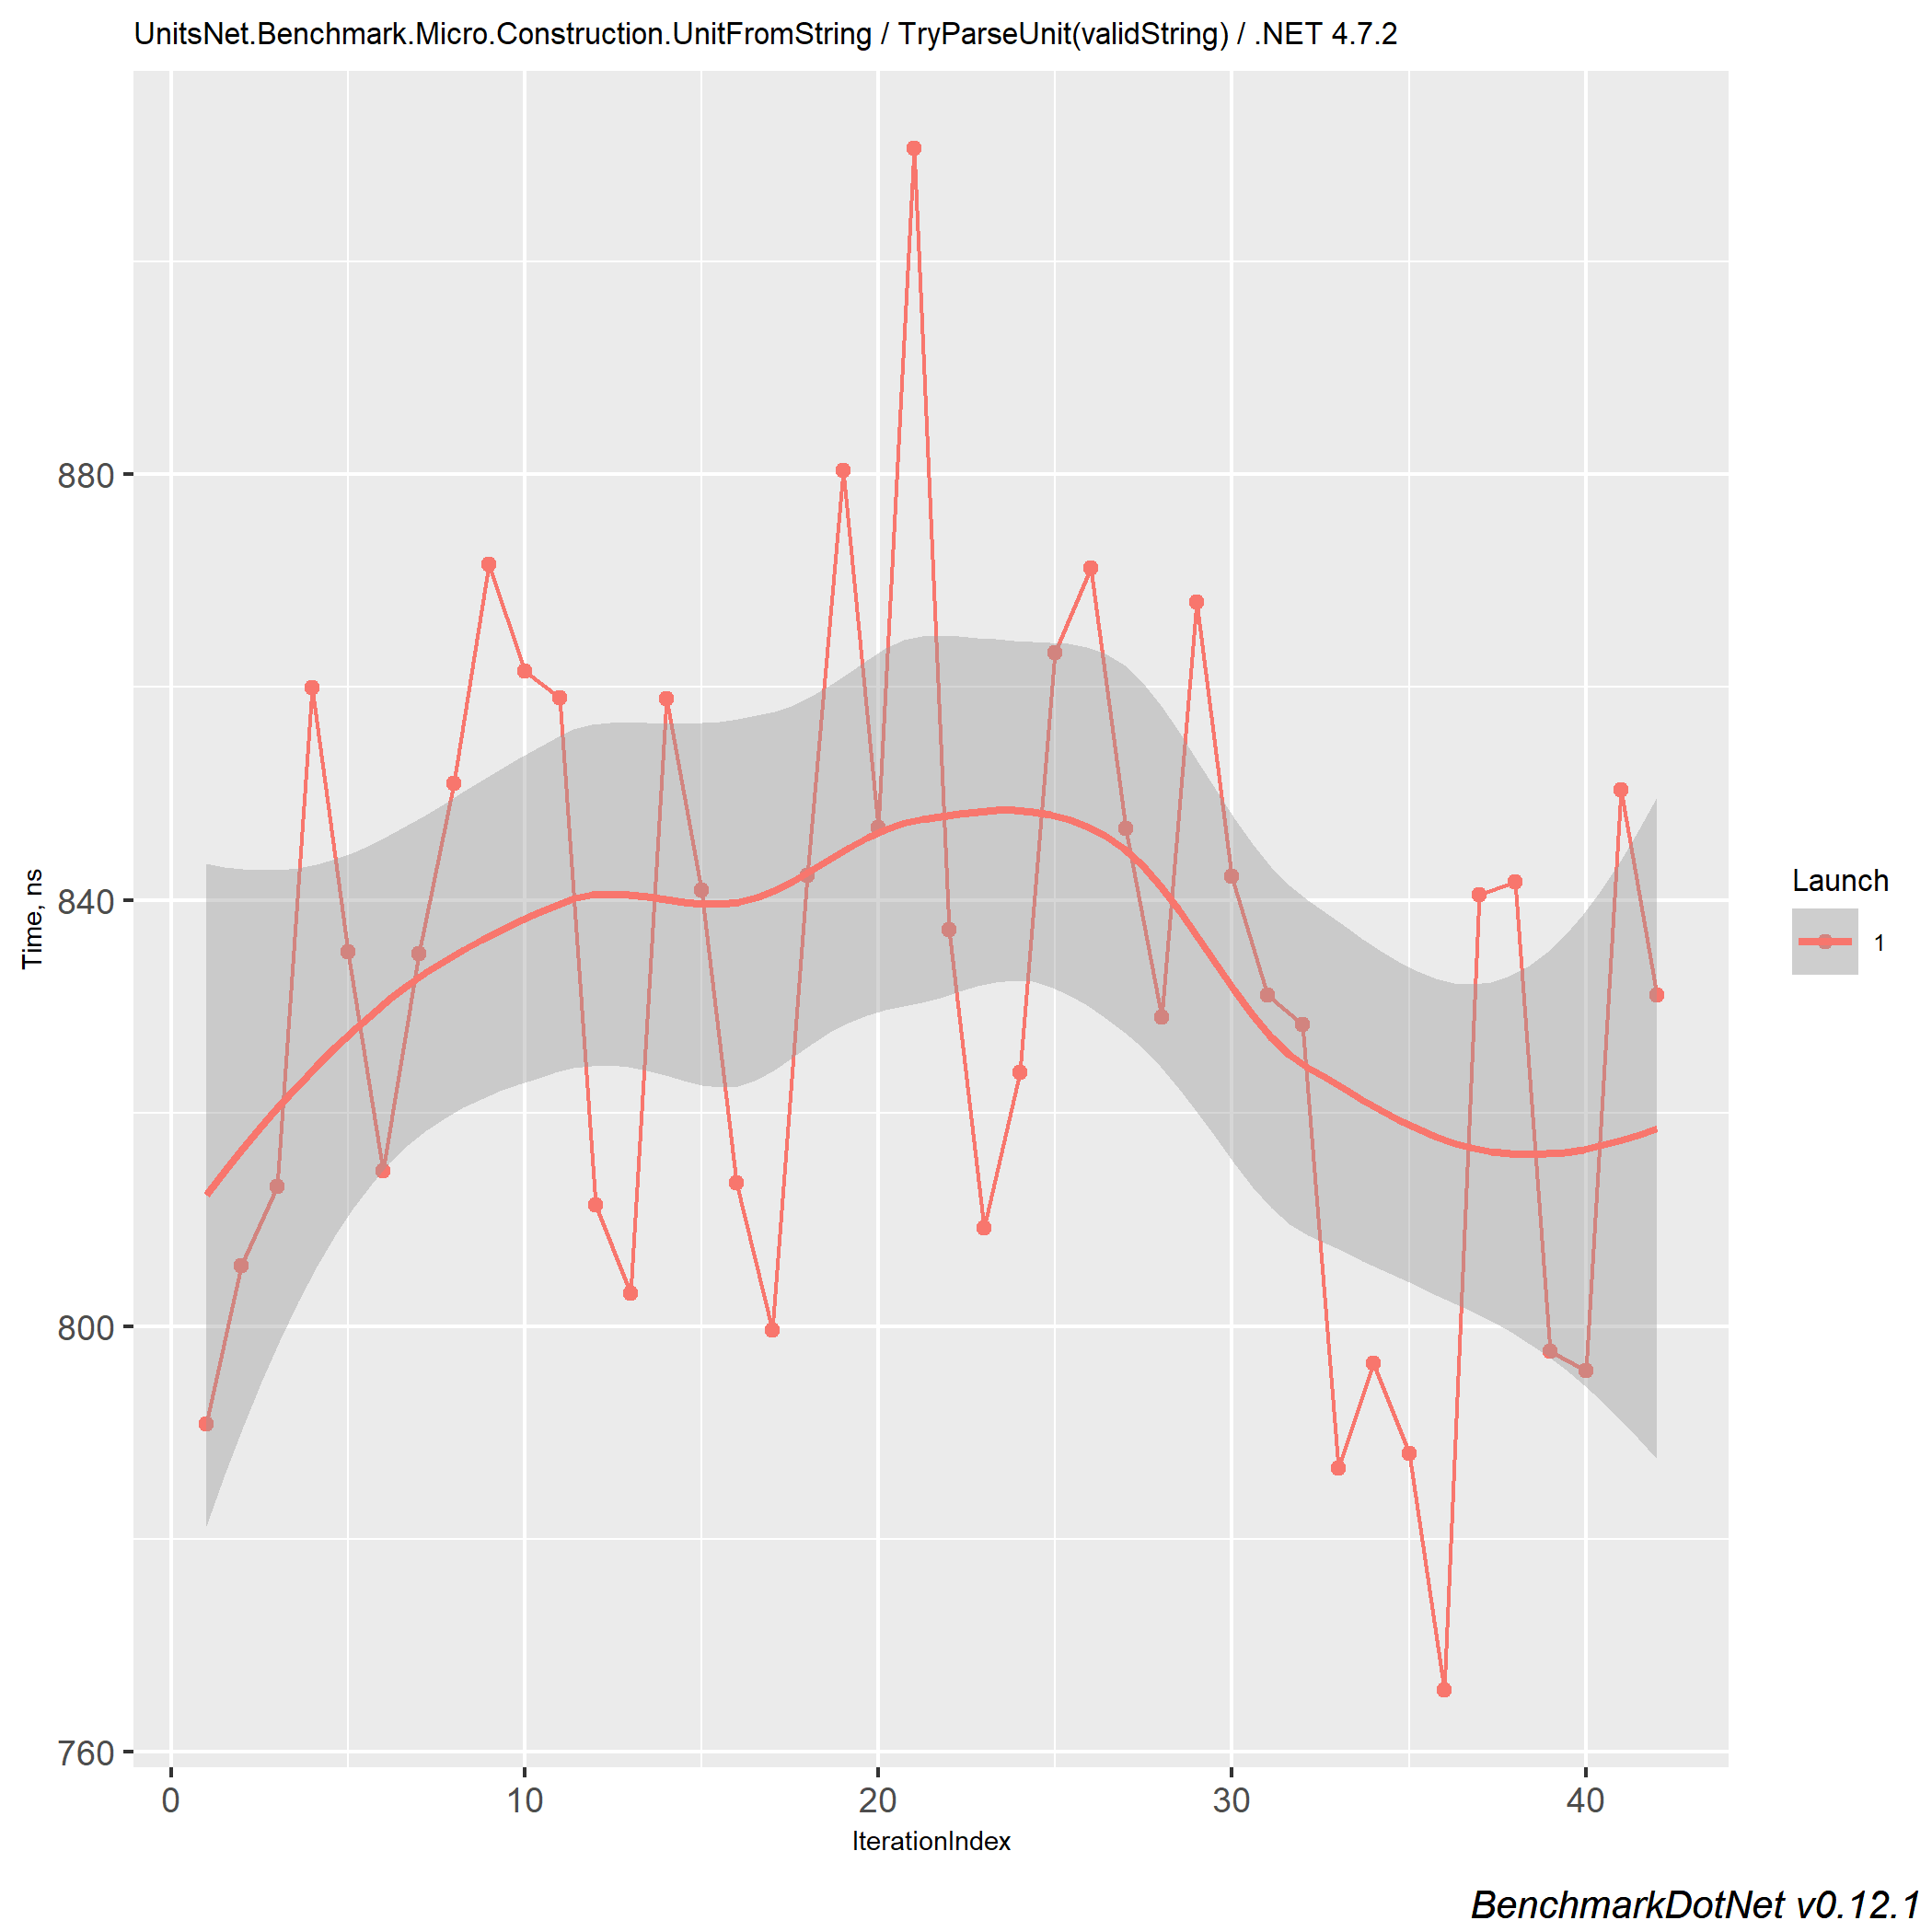 UnitsNet.Benchmark.Micro.Construction.UnitFromString / TryParseUnit(validString) / .NET 4.7.2
880
840
800
760
Time, ns
0 10 20 30 40
IterationIndex
Launch
1
BenchmarkDotNet v0.12.1